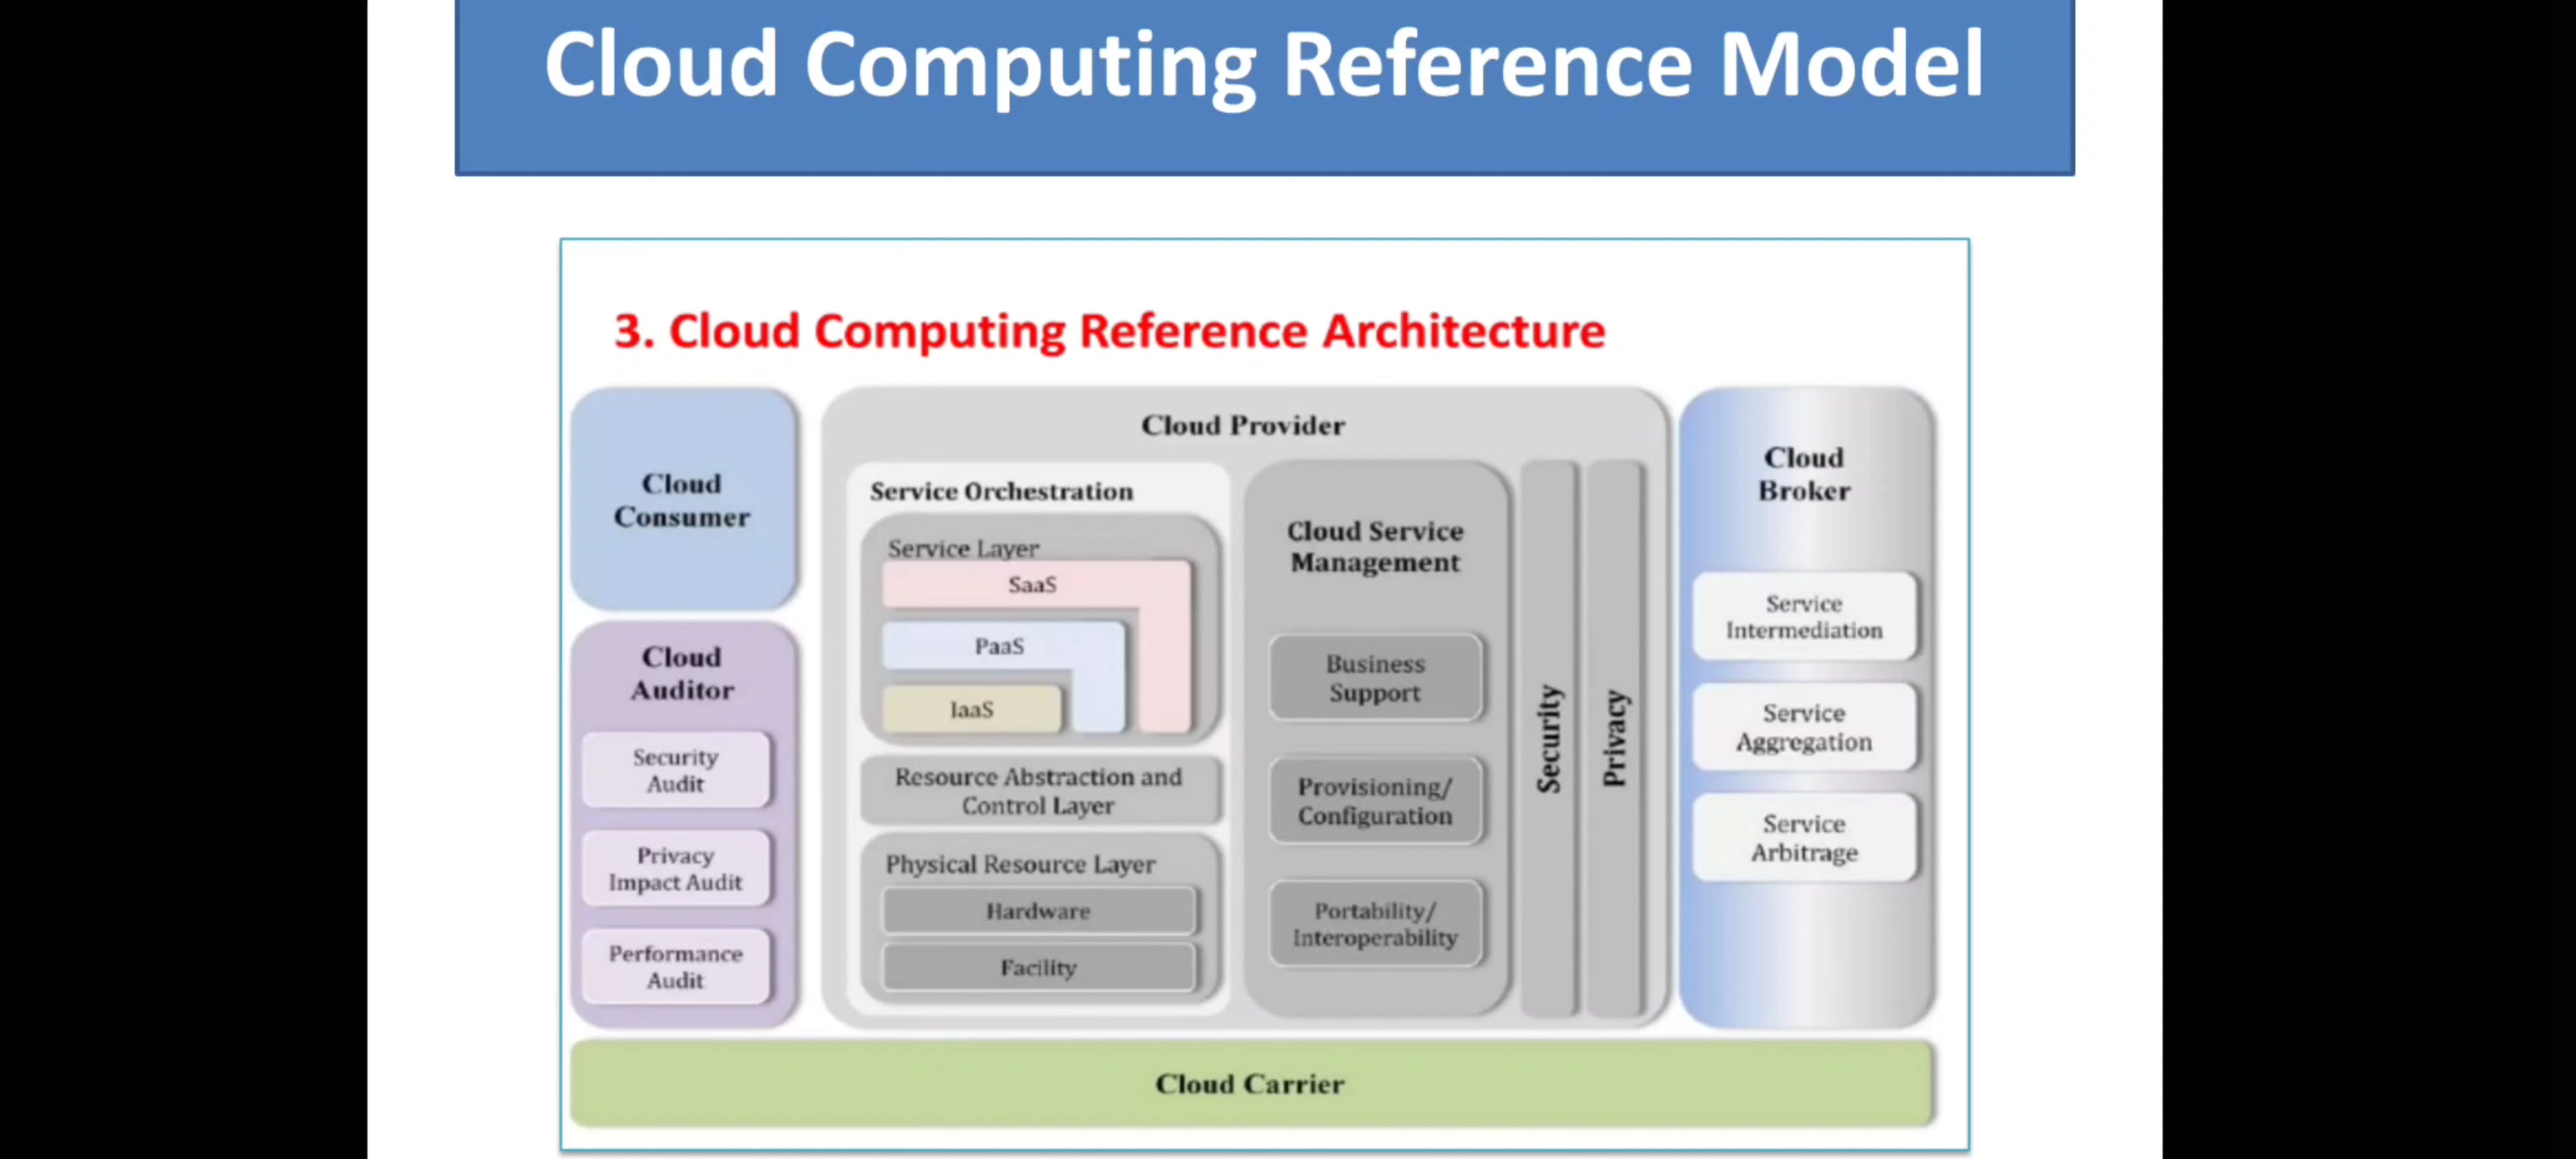 Cloud Computing Reference Model
3. Cloud Computing Reference Architecture
Cloud
Consumer
Cloud
Auditor
Security
Audit
Privacy
Impact Audit
Performance
Audit
Cloud Provider
Service Orchestration
Service Layer
SaaS
PaaS
IaaS
Resource Abstraction and
Control Layer
Physical Resource Layer
Hardware
Facility
Cloud Service
Management
Business
Support
Provisioning/
Configuration
Portability/
Interoperability
Security
Privacy
Cloud
Broker
Service
Intermediation
Service
Aggregation
Service
Arbitrage
Cloud Carrier